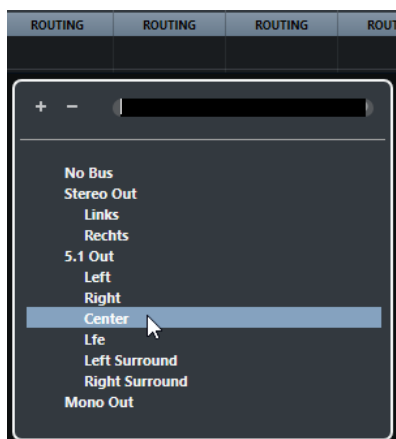 ROUTING ROUTING ROUTING ROUT
+ −
No Bus
Stereo Out
Links
Rechts
5.1 Out
Left
Right
Center
Lfe
Left Surround
Right Surround
Mono Out